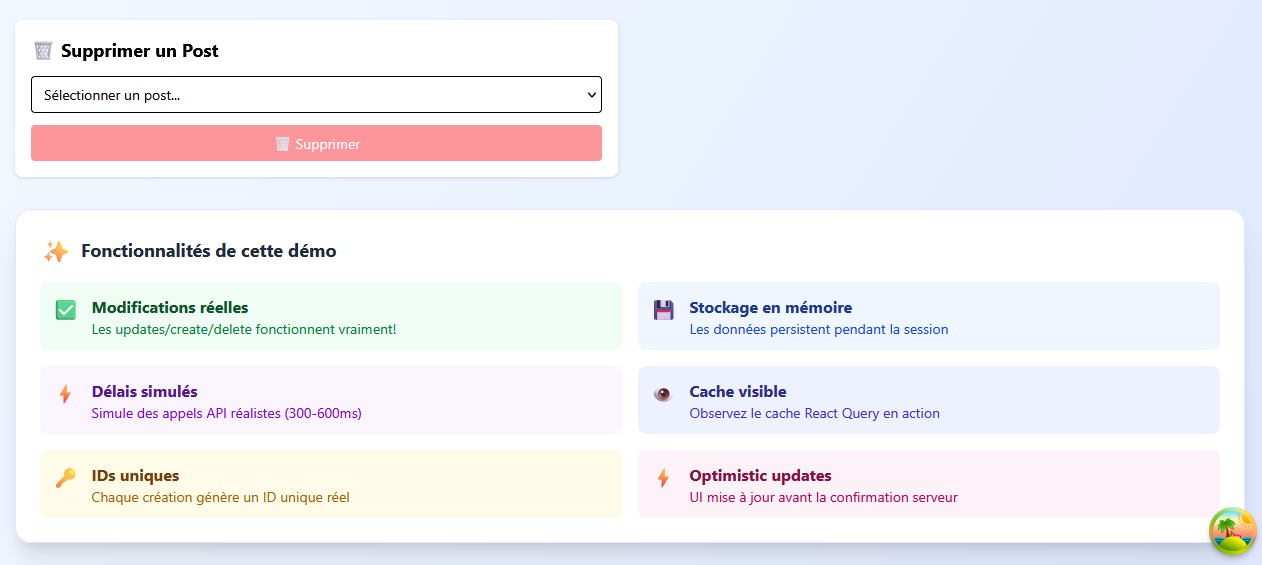 Supprimer un Post
Sélectionner un post...
Supprimer
Fonctionnalités de cette démo
Modifications réelles
Les updates/create/delete fonctionnent vraiment!
Stockage en mémoire
Les données persistent pendant la session
Délais simulés
Simule des appels API réalistes (300-600ms)
Cache visible
Observez le cache React Query en action
IDs uniques
Chaque création génère un ID unique réel
Optimistic updates
UI mise à jour avant la confirmation serveur